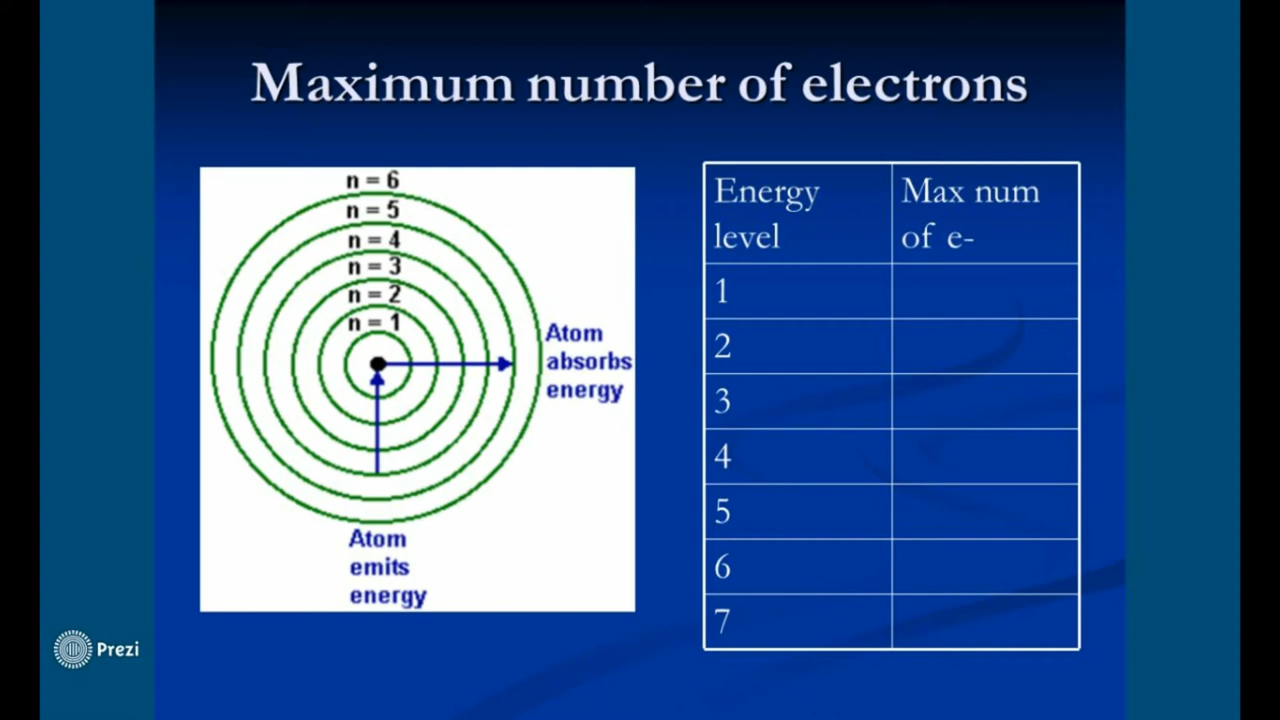 Maximum number of electrons
n = 6
n = 5
n = 4
n = 3
n = 2
n = 1
Atom
absorbs
energy
Atom
emits
energy
Energy
level
Max num
of e-
1
2
3
4
5
6
7
Prezi